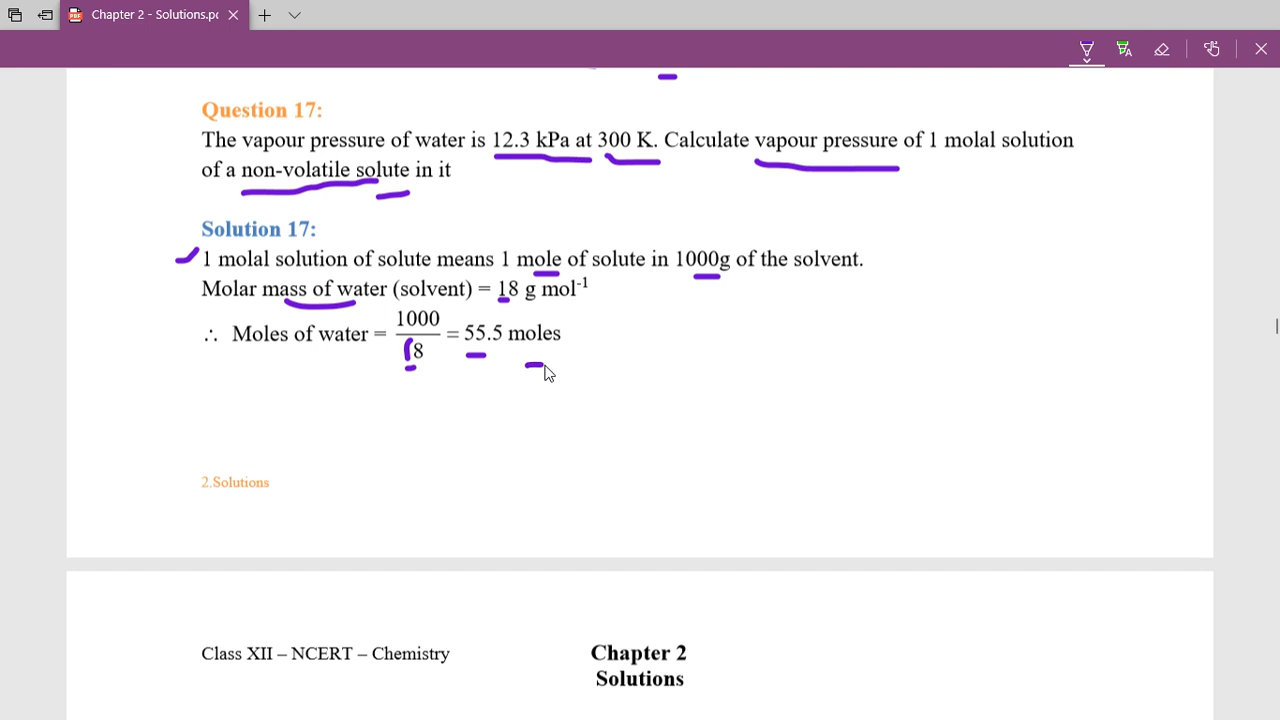 Chapter 2 - Solutions.pc
Question 17:
The vapour pressure of water is 12.3 kPa at 300 K. Calculate vapour pressure of 1 molal solution
of a non-volatile solute in it
Solution 17:
1 molal solution of solute means 1 mole of solute in 1000g of the solvent.
Molar mass of water (solvent) = 18 g mol⁻¹
∴ Moles of water = 1000/18 = 55.5 moles
2.Solutions
Class XII – NCERT – Chemistry
Chapter 2
Solutions